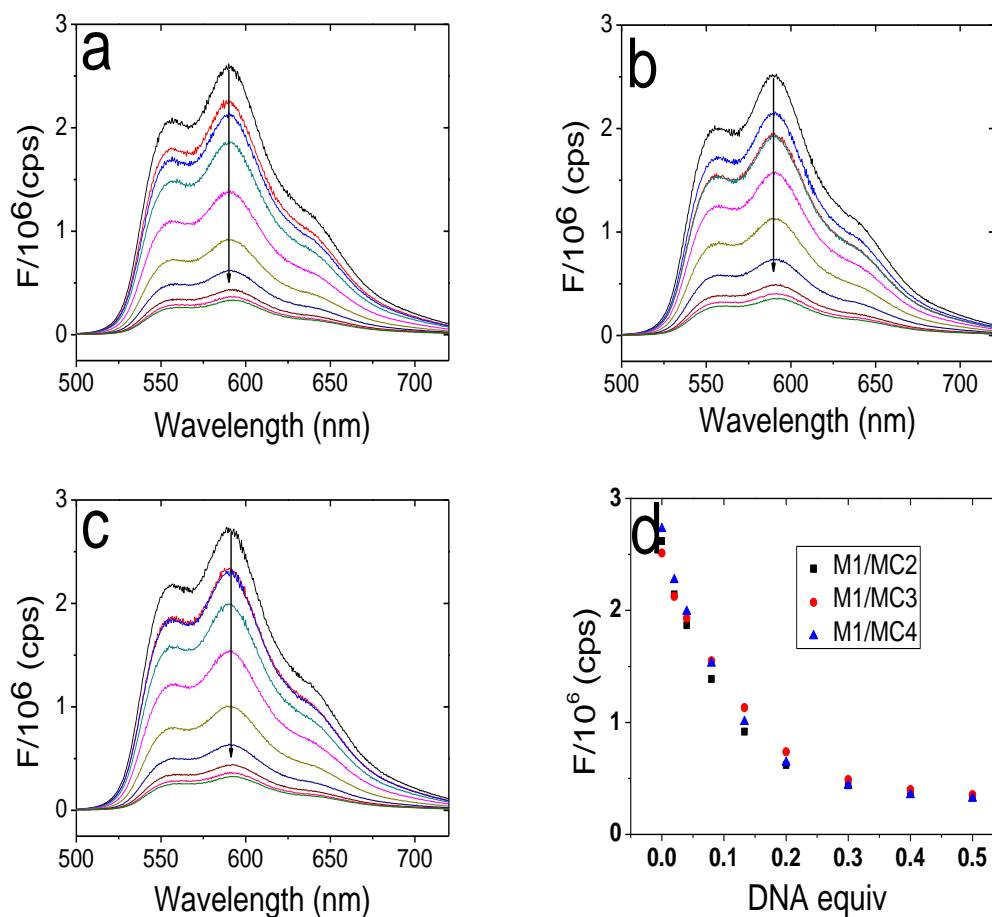 a
3
2
1
0
F/10⁶ (cps)
500 550 600 650 700
Wavelength (nm)
b
3
2
1
0
F/10⁶ (cps)
500 550 600 650 700
Wavelength (nm)
c
3
2
1
0
F/10⁶ (cps)
500 550 600 650 700
Wavelength (nm)
d
3
2
1
0
F/10⁶ (cps)
M1/MC2
M1/MC3
M1/MC4
0.0 0.1 0.2 0.3 0.4 0.5
DNA equiv